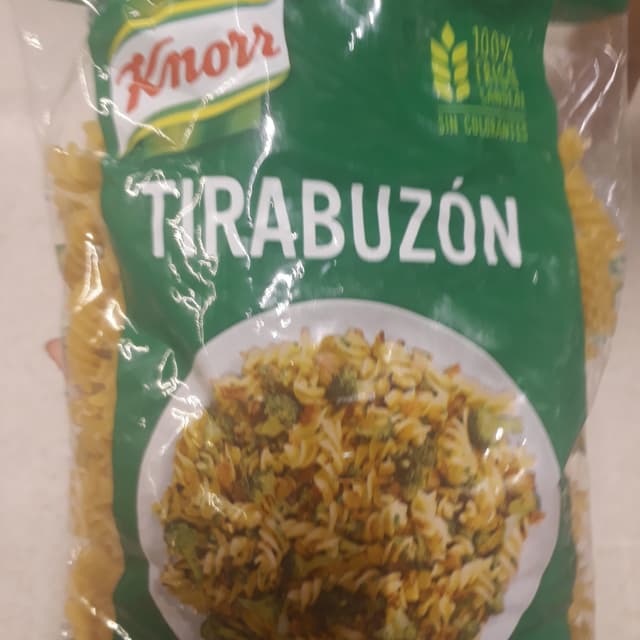 Knorr
100%
TIRABUZÓN
SIN COLORANTES